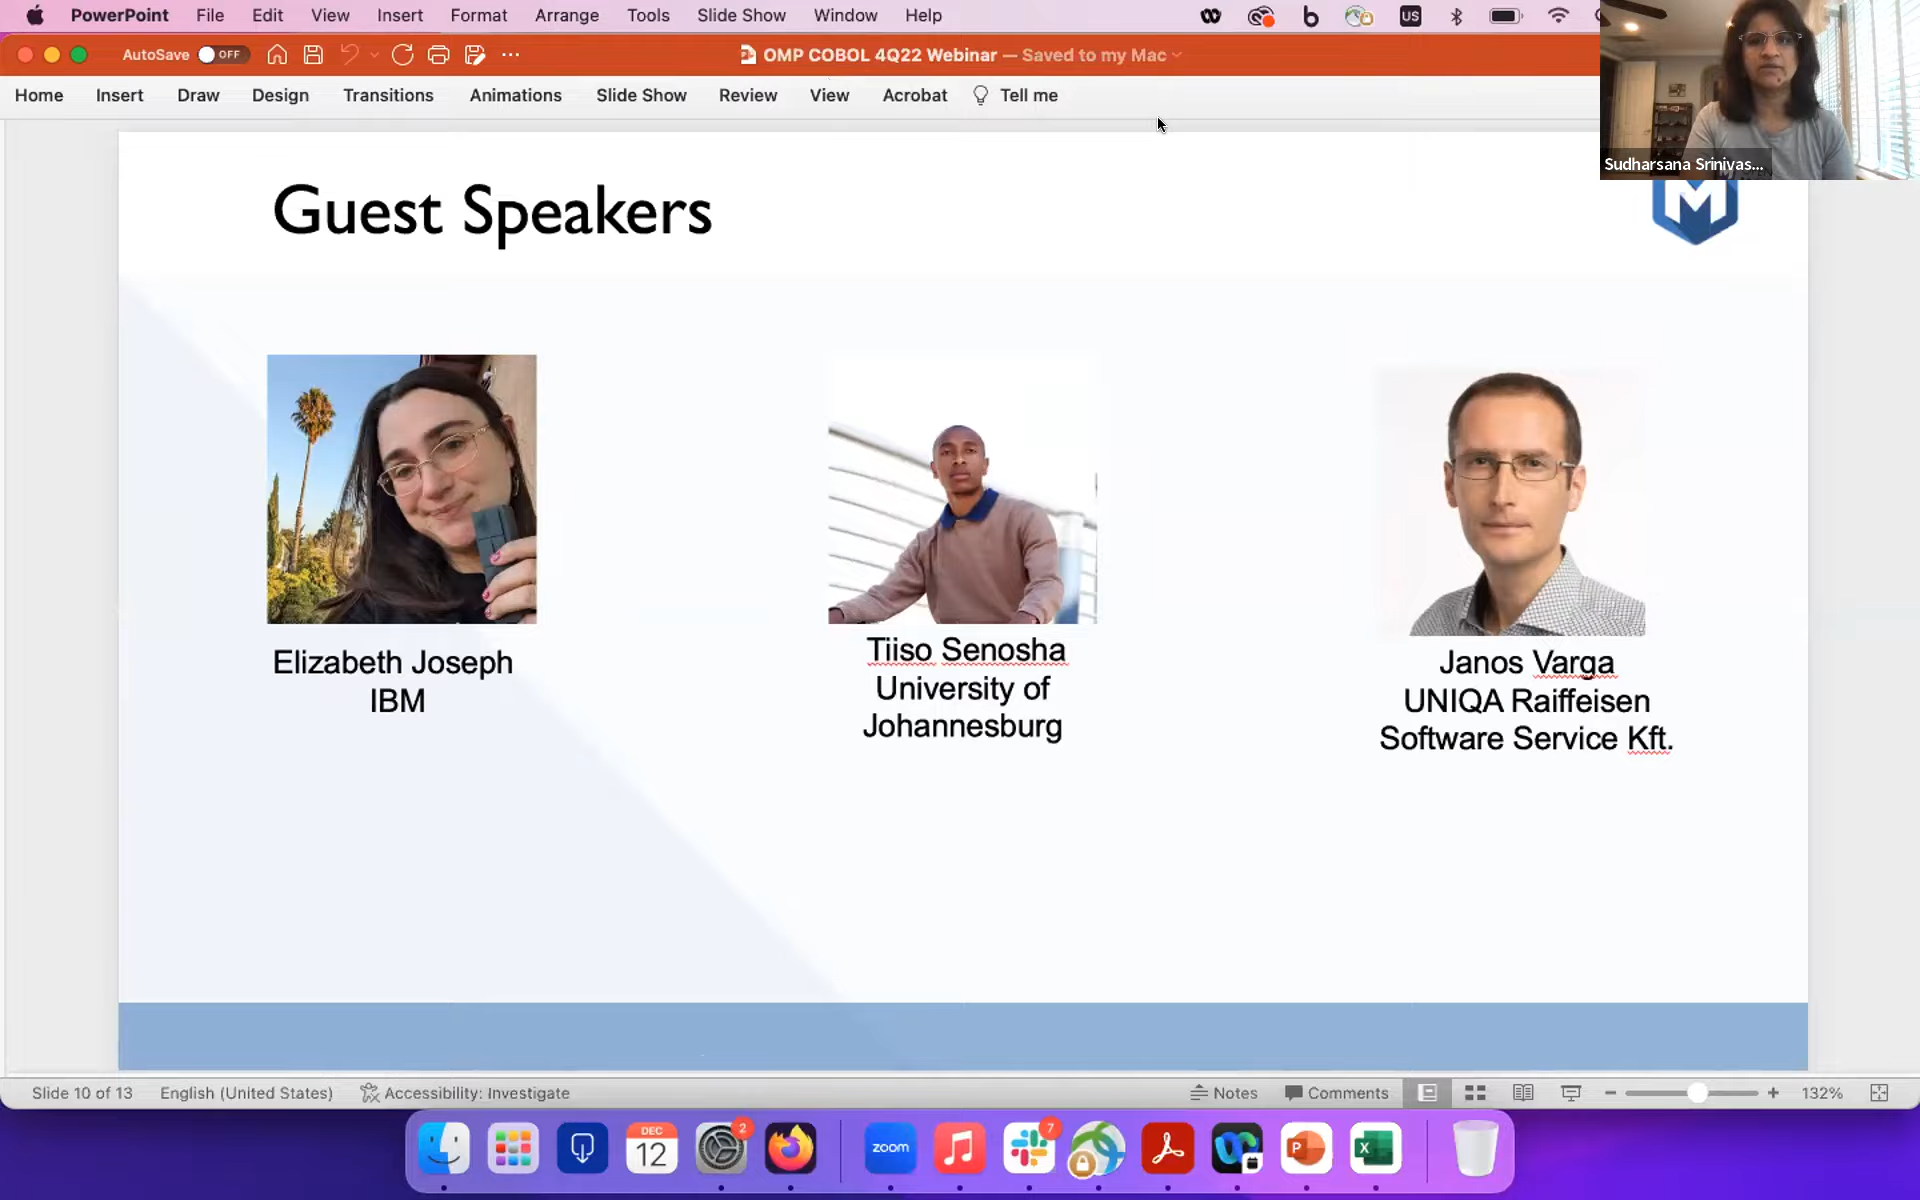 PowerPoint File Edit View Insert Format Arrange Tools Slide Show Window Help US
AutoSave OFF OMP COBOL 4Q22 Webinar — Saved to my Mac
Home Insert Draw Design Transitions Animations Slide Show Review View Acrobat Tell me
Sudharsana Srinivas...
Guest Speakers
M
Elizabeth Joseph
IBM
Tiiso Senosha
University of
Johannesburg
Janos Varga
UNIQA Raiffeisen
Software Service Kft.
Slide 10 of 13 English (United States) Accessibility: Investigate Notes Comments 132%
DEC
12
2
zoom
7
P
X